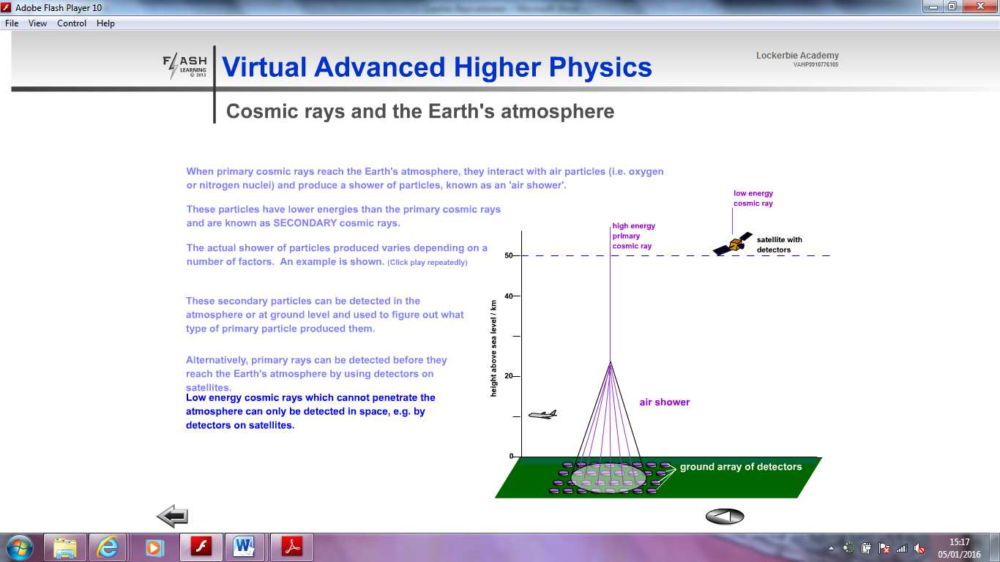 Adobe Flash Player 10
File View Control Help
FLASH
LEARNING
© 2013
Virtual Advanced Higher Physics
Lockerbie Academy
VAHP9910776105
Cosmic rays and the Earth's atmosphere
When primary cosmic rays reach the Earth's atmosphere, they interact with air particles (i.e. oxygen
or nitrogen nuclei) and produce a shower of particles, known as an 'air shower'.
These particles have lower energies than the primary cosmic rays
and are known as SECONDARY cosmic rays.
The actual shower of particles produced varies depending on a
number of factors. An example is shown. (Click play repeatedly)
These secondary particles can be detected in the
atmosphere or at ground level and used to figure out what
type of primary particle produced them.
Alternatively, primary rays can be detected before they
reach the Earth's atmosphere by using detectors on
satellites.
Low energy cosmic rays which cannot penetrate the
atmosphere can only be detected in space, e.g. by
detectors on satellites.
low energy
cosmic ray
high energy
primary
cosmic ray
satellite with
detectors
50
40
20
0
height above sea level / km
air shower
ground array of detectors
15:17
05/01/2016